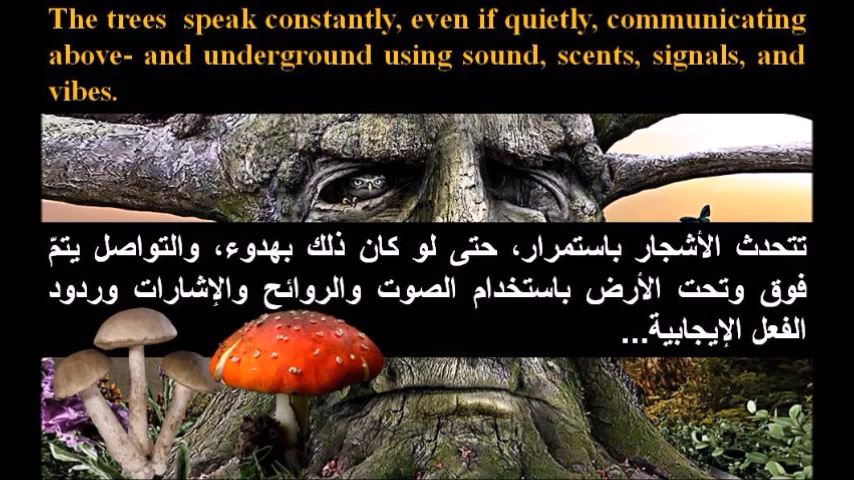 The trees speak constantly, even if quietly, communicating
above- and underground using sound, scents, signals, and
vibes.
تتحدث الأشجار باستمرار، حتى لو كان ذلك بهدوء، والتواصل يتمّ
فوق وتحت الأرض باستخدام الصوت والروائح والإشارات وردود
الفعل الإيجابية...